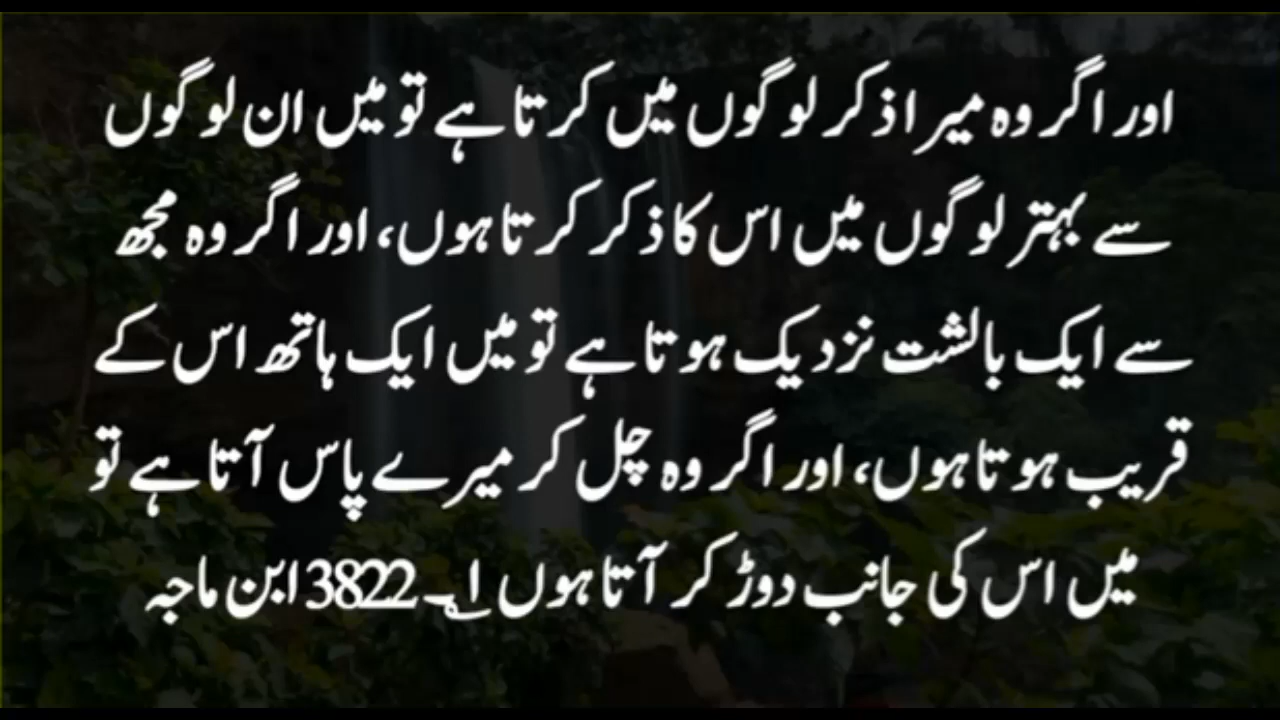 اور اگر وہ میرا ذکر لوگوں میں کرتا ہے تو میں ان لوگوں
سے بہتر لوگوں میں اس کا ذکر کرتا ہوں، اور اگر وہ مجھ
سے ایک بالشت نزدیک ہوتا ہے تو میں ایک ہاتھ اس کے
قریب ہوتا ہوں، اور اگر وہ چل کر میرے پاس آتا ہے تو
میں اس کی جانب دوڑ کر آتا ہوں ا؎۔3822 ابن ماجہ